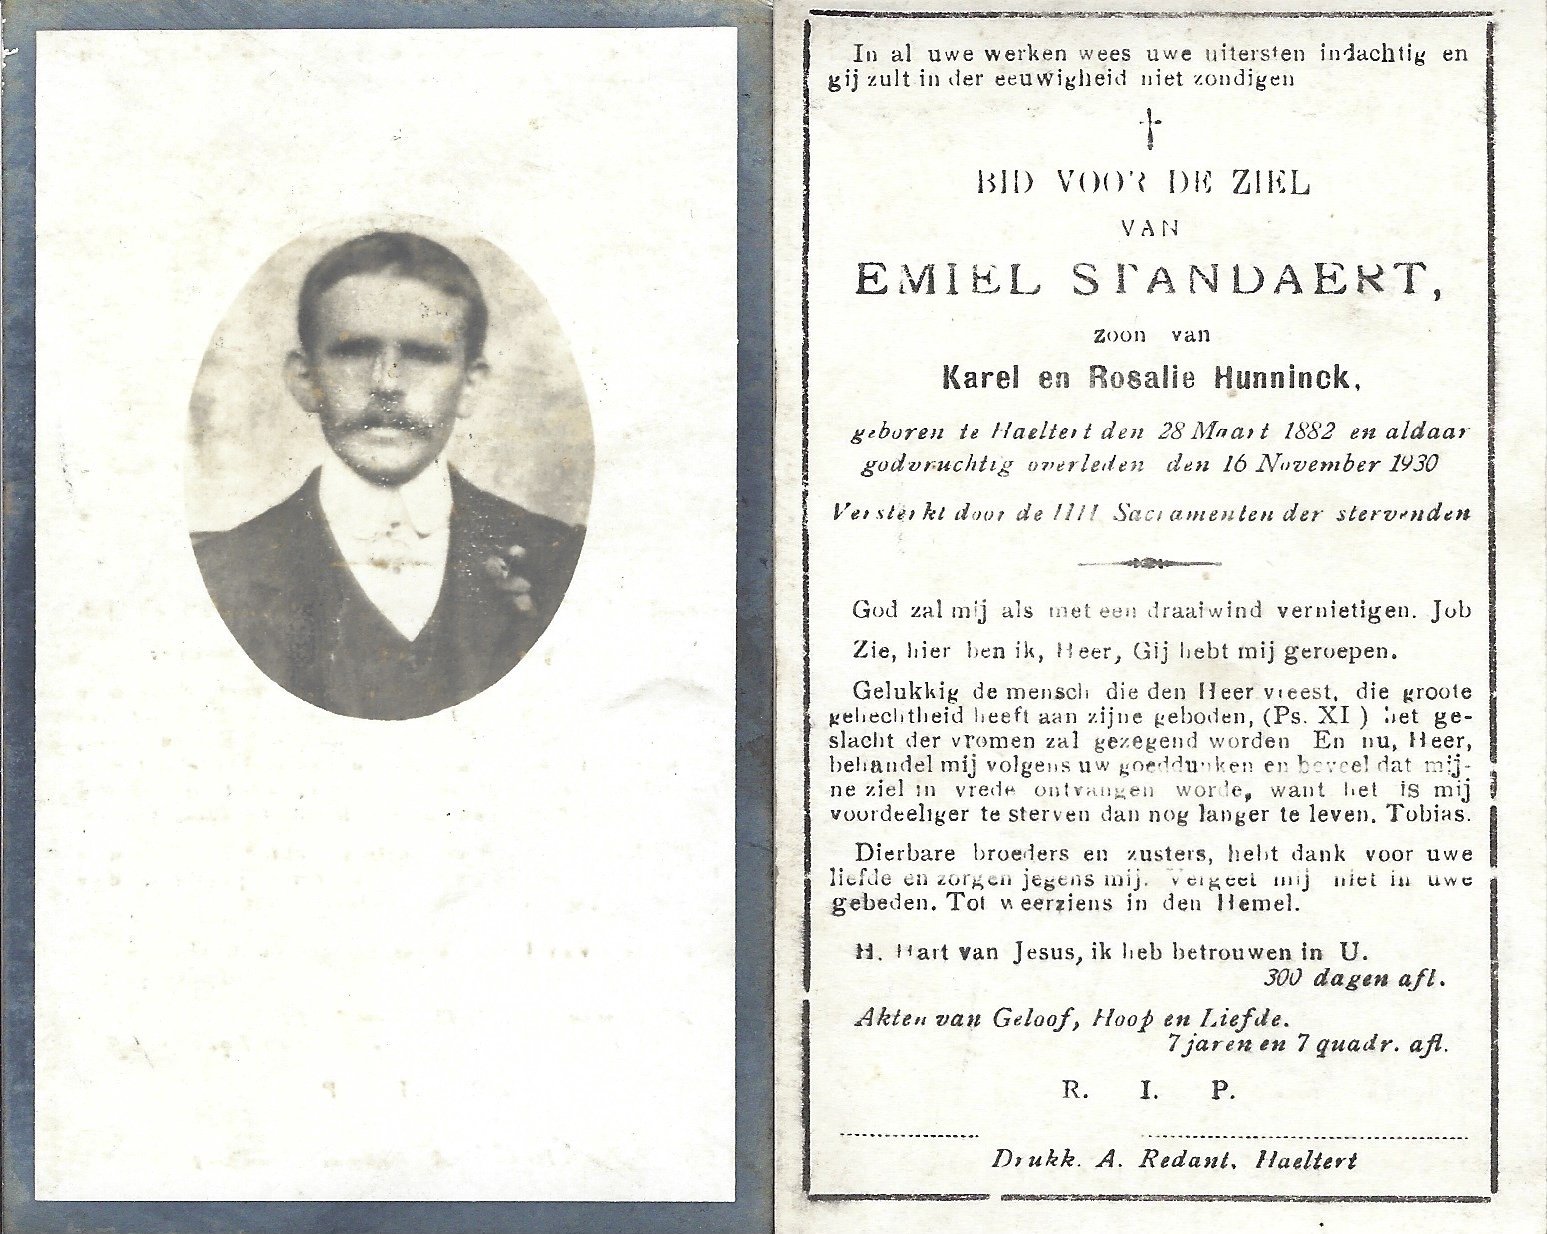 In al uwe werken wees uwe uitersten indachtig en
gij zult in der eeuwigheid niet zondigen
†
BID VOOR DE ZIEL
VAN
EMIEL STANDAERT,
zoon van
Karel en Rosalie Hunninck,
geboren te Haeltert den 28 Maart 1882 en aldaar
godvruchtig overleden den 16 November 1930
Versterkt door de HH Sacramenten der stervenden
God zal mij als met een draaiwind vernietigen. Job
Zie, hier ben ik, Heer, Gij hebt mij geroepen.
Gelukkig de mensch die den Heer vreest, die groote
gehechtheid heeft aan zijne geboden, (Ps. XI ) het ge-
slacht der vromen zal gezegend worden En nu, Heer,
behandel mij volgens uw goeddunken en beveel dat mij-
ne ziel in vrede ontvangen worde, want het is mij
voordeeliger te sterven dan nog langer te leven. Tobias.
Dierbare broeders en zusters, hebt dank voor uwe
liefde en zorgen jegens mij. Vergeet mij niet in uwe
gebeden. Tot weerziens in den Hemel.
H. Hart van Jesus, ik heb betrouwen in U.
300 dagen afl.
Akten van Geloof, Hoop en Liefde.
7 jaren en 7 quadr. afl.
R. I. P.
Drukk. A. Redant, Haeltert